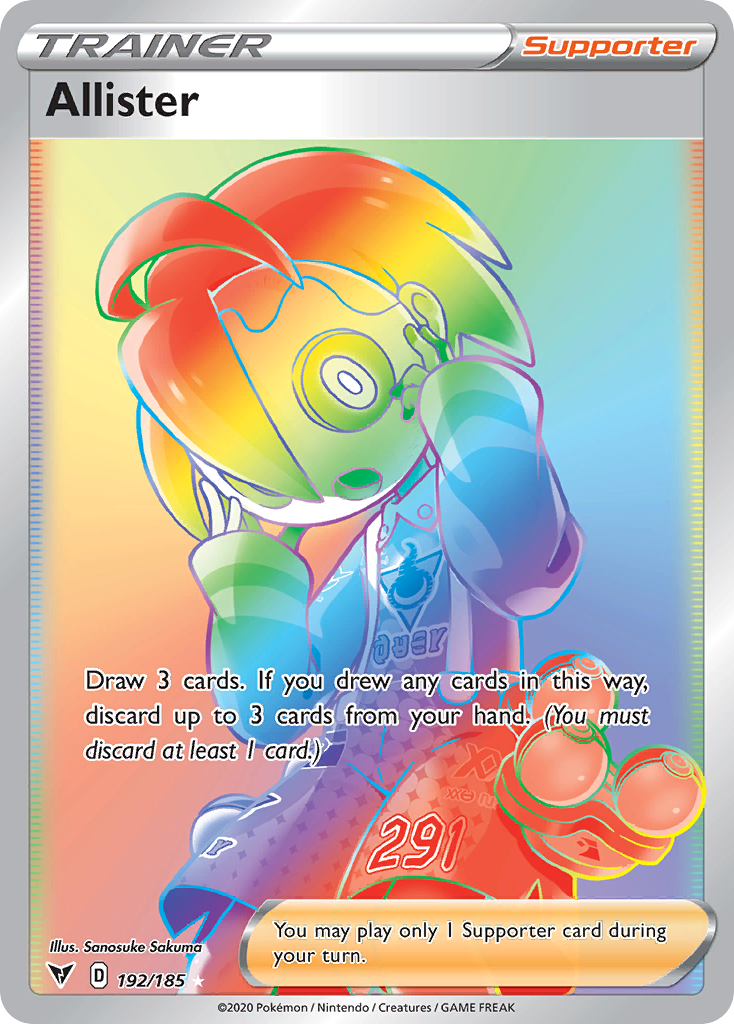 TRAINER Supporter
Allister
Draw 3 cards. If you drew any cards in this way,
discard up to 3 cards from your hand. (You must
discard at least 1 card.)
291
You may play only 1 Supporter card during
your turn.
Illus. Sanosuke Sakuma
D 192/185 ★
©2020 Pokémon / Nintendo / Creatures / GAME FREAK